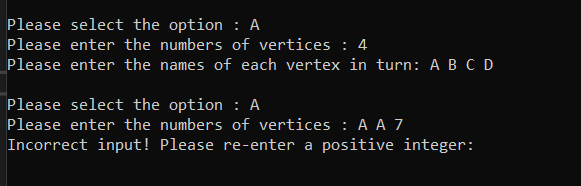 Please select the option : A
Please enter the numbers of vertices : 4
Please enter the names of each vertex in turn: A B C D
Please select the option : A
Please enter the numbers of vertices : A A 7
Incorrect input! Please re-enter a positive integer: